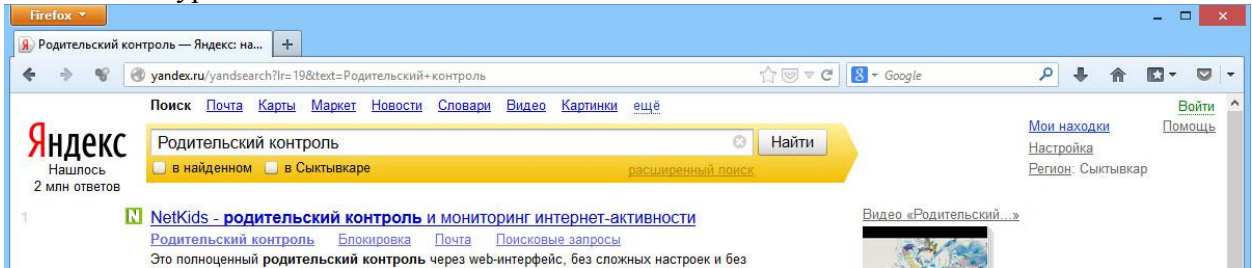 Firefox
Родительский контроль — Яндекс: на...
yandex.ru/yandsearch?lr=19&text=Родительский+контроль
Google
Поиск Почта Карты Маркет Новости Словари Видео Картинки ещё
Войти
Яндекс
Родительский контроль
Найти
Мои находки
Помощь
Нашлось
2 млн ответов
в найденном в Сыктывкаре
расширенный поиск
Настройка
Регион: Сыктывкар
1
N NetKids - родительский контроль и мониторинг интернет-активности
Видео «Родительский...»
Родительский контроль Блокировка Почта Поисковые запросы
Это полноценный родительский контроль через web-интерфейс, без сложных настроек и без